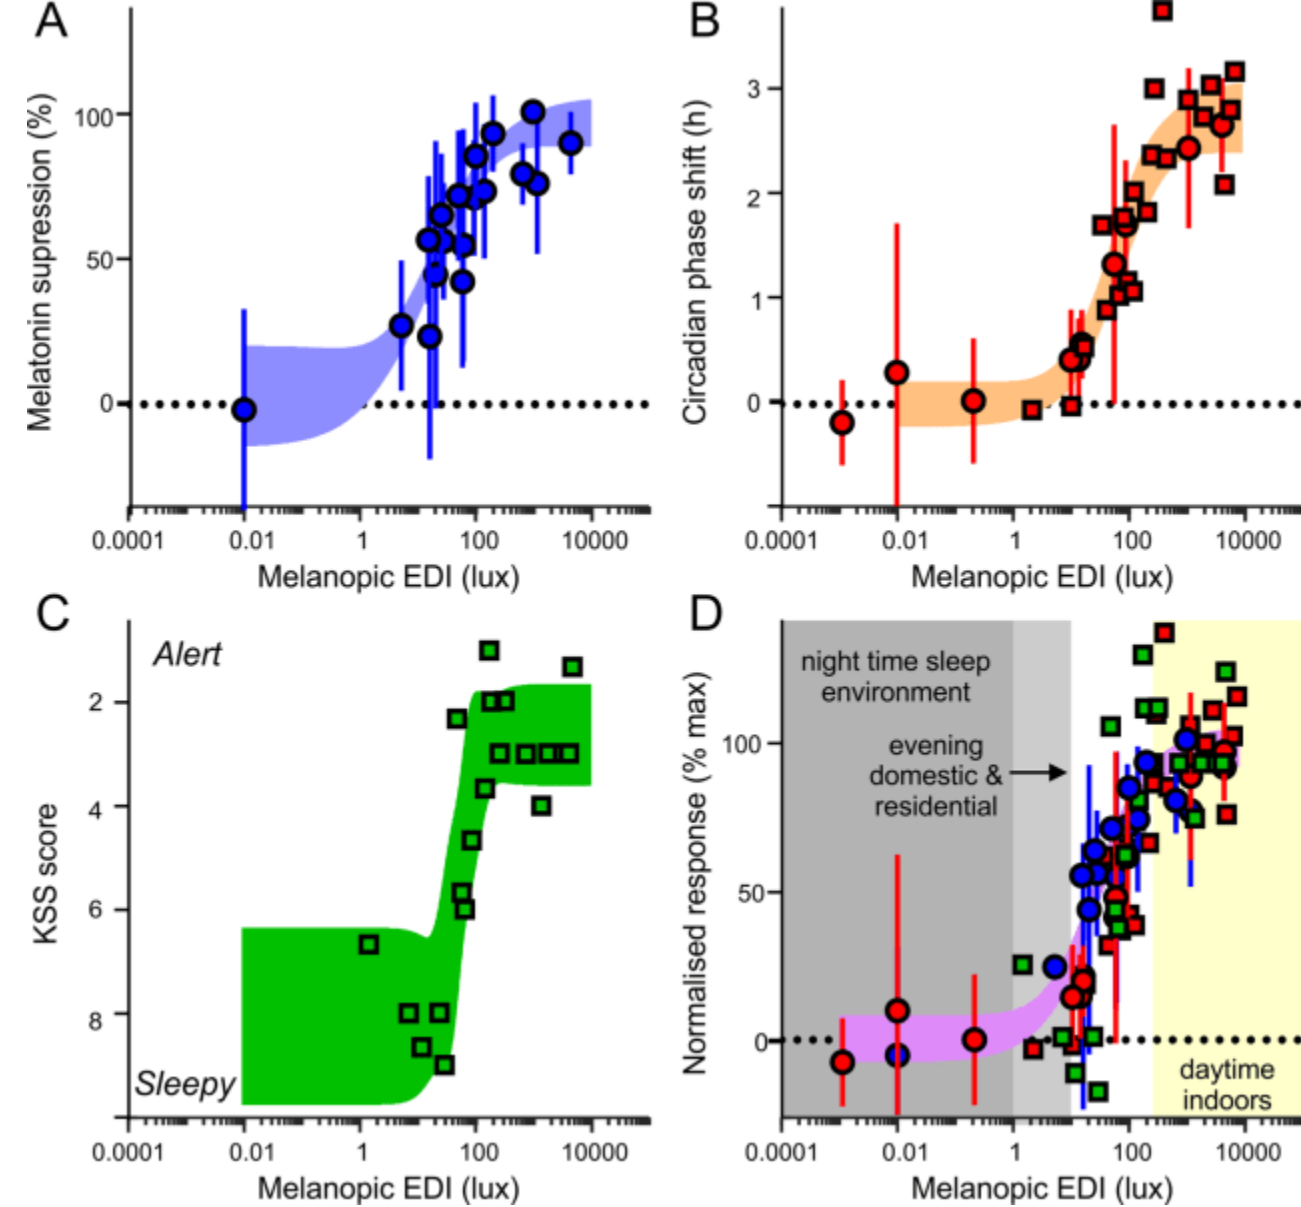 A
Melatonin supression (%)
100
50
0
0.0001
0.01
1
100
10000
Melanopic EDI (lux)
B
Circadian phase shift (h)
3
2
1
0
0.0001
0.01
1
100
10000
Melanopic EDI (lux)
C
Alert
KSS score
2
4
6
8
Sleepy
0.0001
0.01
1
100
10000
Melanopic EDI (lux)
D
Normalised response (% max)
night time sleep
environment
evening
domestic &
residential
100
50
0
daytime
indoors
0.0001
0.01
1
100
10000
Melanopic EDI (lux)